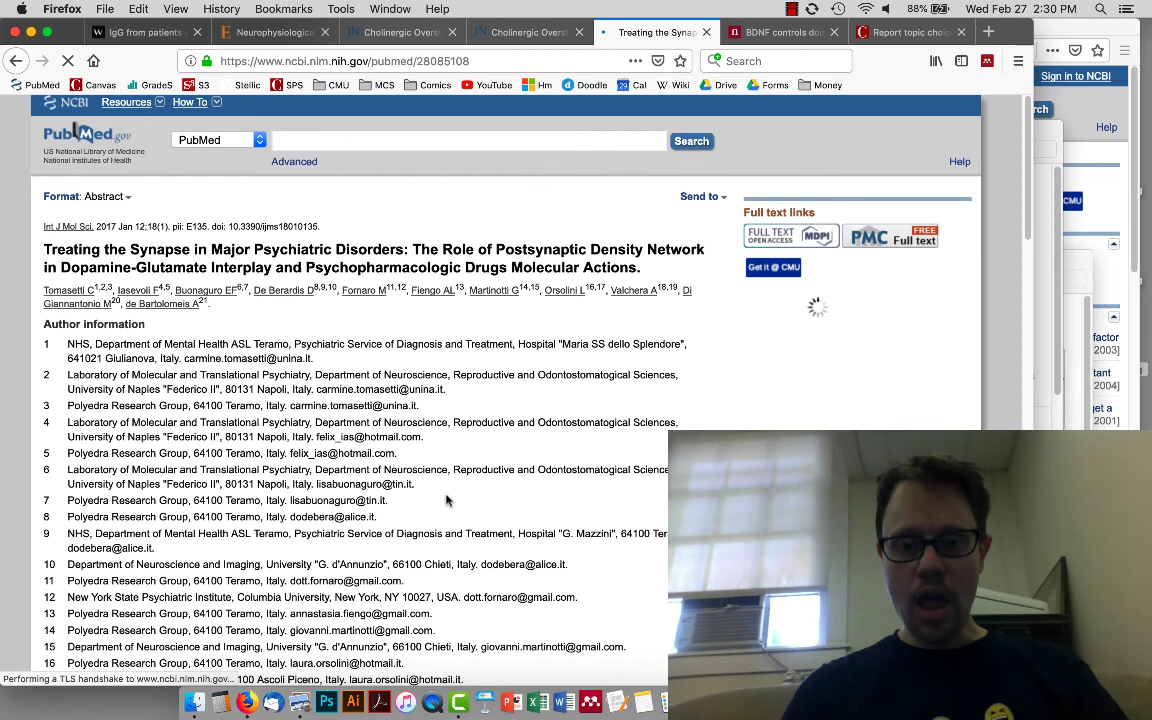 Firefox File Edit View History Bookmarks Tools Window Help 88% Wed Feb 27 2:30 PM
IgG from patients Neurophysiological Cholinergic Overst Cholinergic Overst Treating the Synap BDNF controls dop Report topic choic
https://www.ncbi.nlm.nih.gov/pubmed/28085108 Search
PubMed Canvas GradeS S3 Stellic SPS CMU MCS Comics YouTube Hm Doodle Cal Wiki Drive Forms Money
Sign in to NCBI
NCBI Resources How To
rch
PubMed.gov
US National Library of Medicine
National Institutes of Health
PubMed Search
Advanced Help
Help
Format: Abstract Send to
CMU
Full text links
FULL TEXT OPEN ACCESS MDPI PMC FREE Full text
Get it @ CMU
Int J Mol Sci. 2017 Jan 12;18(1). pii: E135. doi: 10.3390/ijms18010135.
Treating the Synapse in Major Psychiatric Disorders: The Role of Postsynaptic Density Network
in Dopamine-Glutamate Interplay and Psychopharmacologic Drugs Molecular Actions.
Tomasetti C1,2,3, Iasevoli F4,5, Buonaguro EF6,7, De Berardis D8,9,10, Fornaro M11,12, Fiengo AL13, Martinotti G14,15, Orsolini L16,17, Valchera A18,19, Di
Giannantonio M20, de Bartolomeis A21.
Author information
1 NHS, Department of Mental Health ASL Teramo, Psychiatric Service of Diagnosis and Treatment, Hospital "Maria SS dello Splendore",
641021 Giulianova, Italy. carmine.tomasetti@unina.it.
2 Laboratory of Molecular and Translational Psychiatry, Department of Neuroscience, Reproductive and Odontostomatogical Sciences,
University of Naples "Federico II", 80131 Napoli, Italy. carmine.tomasetti@unina.it.
3 Polyedra Research Group, 64100 Teramo, Italy. carmine.tomasetti@unina.it.
4 Laboratory of Molecular and Translational Psychiatry, Department of Neuroscience, Reproductive and Odontostomatogical Sciences,
University of Naples "Federico II", 80131 Napoli, Italy. felix_ias@hotmail.com.
5 Polyedra Research Group, 64100 Teramo, Italy. felix_ias@hotmail.com.
6 Laboratory of Molecular and Translational Psychiatry, Department of Neuroscience, Reproductive and Odontostomatogical Science
University of Naples "Federico II", 80131 Napoli, Italy. lisabuonaguro@tin.it.
7 Polyedra Research Group, 64100 Teramo, Italy. lisabuonaguro@tin.it.
8 Polyedra Research Group, 64100 Teramo, Italy. dodebera@alice.it.
9 NHS, Department of Mental Health ASL Teramo, Psychiatric Service of Diagnosis and Treatment, Hospital "G. Mazzini", 64100 Ter
dodebera@alice.it.
10 Department of Neuroscience and Imaging, University "G. d'Annunzio", 66100 Chieti, Italy. dodebera@alice.it.
11 Polyedra Research Group, 64100 Teramo, Italy. dott.fornaro@gmail.com.
12 New York State Psychiatric Institute, Columbia University, New York, NY 10027, USA. dott.fornaro@gmail.com.
13 Polyedra Research Group, 64100 Teramo, Italy. annastasia.fiengo@gmail.com.
14 Polyedra Research Group, 64100 Teramo, Italy. giovanni.martinotti@gmail.com.
15 Department of Neuroscience and Imaging, University "G. d'Annunzio", 66100 Chieti, Italy. giovanni.martinotti@gmail.com.
16 Polyedra Research Group, 64100 Teramo, Italy. laura.orsolini@hotmail.it.
Performing a TLS handshake to www.ncbi.nlm.nih.gov... 100 Ascoli Piceno, Italy. laura.orsolini@hotmail.it.
factor
2003]
tant
2004]
get a
2001]